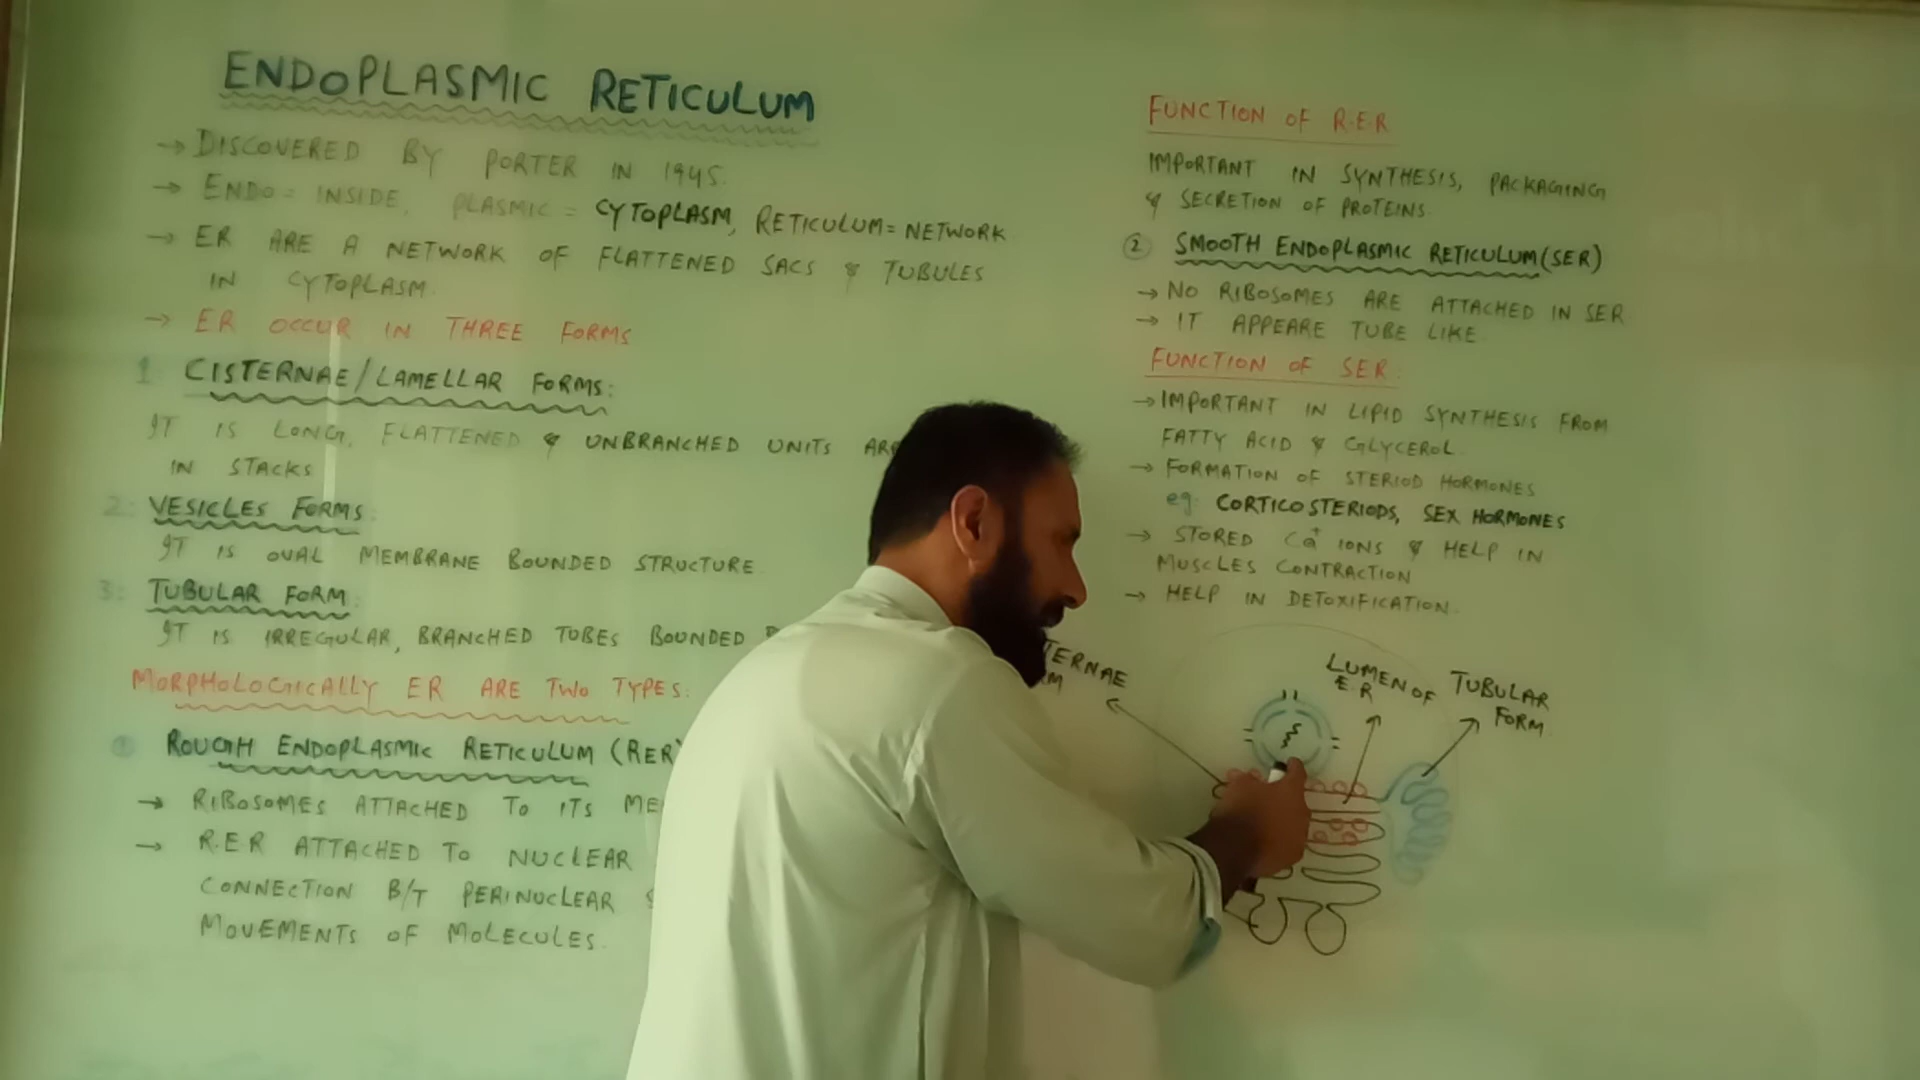 ENDOPLASMIC RETICULUM
→ DISCOVERED BY PORTER IN 1945.
→ ENDO = INSIDE, PLASMIC = CYTOPLASM, RETICULUM = NETWORK
→ ER ARE A NETWORK OF FLATTENED SACS & TUBULES
IN CYTOPLASM.
→ ER OCCUR IN THREE FORMS
1 CISTERNAE/LAMELLAR FORMS:
IT IS LONG, FLATTENED & UNBRANCHED UNITS
IN STACKS
2: VESICLES FORMS:
IT IS OVAL MEMBRANE BOUNDED STRUCTURE
3: TUBULAR FORM:
IT IS IRREGULAR, BRANCHED TUBES BOUNDED
MORPHOLOGICALLY ER ARE TWO TYPES:
① ROUGH ENDOPLASMIC RETICULUM (RER)
→ RIBOSOMES ATTACHED TO ITS
→ R.E.R ATTACHED TO NUCLEAR
CONNECTION B/T PERINUCLEAR
MOVEMENTS OF MOLECULES.
FUNCTION OF R.E.R
IMPORTANT IN SYNTHESIS, PACKAGING
& SECRETION OF PROTEINS.
② SMOOTH ENDOPLASMIC RETICULUM (SER)
→ NO RIBOSOMES ARE ATTACHED IN SER
→ IT APPEARE TUBE LIKE
FUNCTION OF SER:
→ IMPORTANT IN LIPID SYNTHESIS FROM
FATTY ACID & GLYCEROL.
→ FORMATION OF STERIOD HORMONES
eg: CORTICOSTERIODS, SEX HORMONES
→ STORED Ca⁺ IONS & HELP IN
MUSCLES CONTRACTION
→ HELP IN DETOXIFICATION.
LUMEN OF
E.R
TUBULAR
FORM